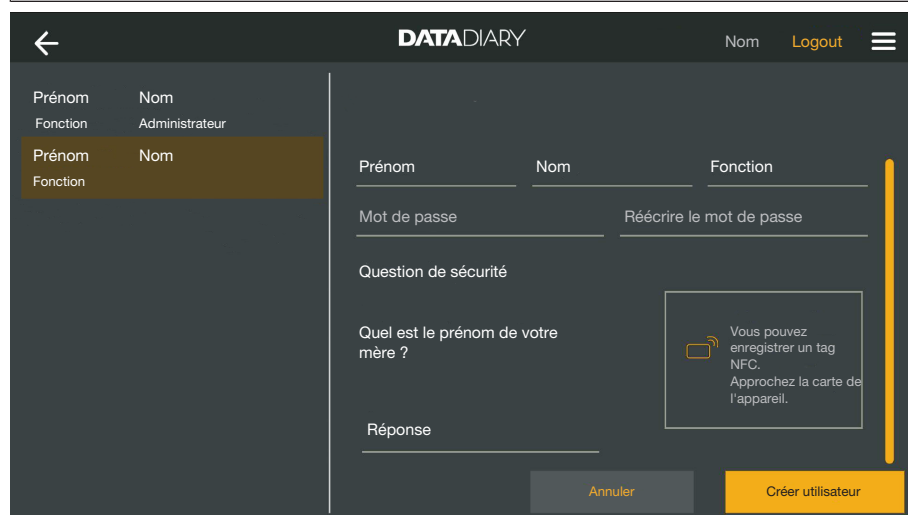 DATADIARY
Nom Logout
Prénom Nom
Fonction Administrateur
Prénom Nom
Fonction
Prénom Nom Fonction
Mot de passe Réécrire le mot de passe
Question de sécurité
Quel est le prénom de votre
mère ?
Vous pouvez
enregistrer un tag
NFC.
Approchez la carte de
l'appareil.
Réponse
Annuler Créer utilisateur